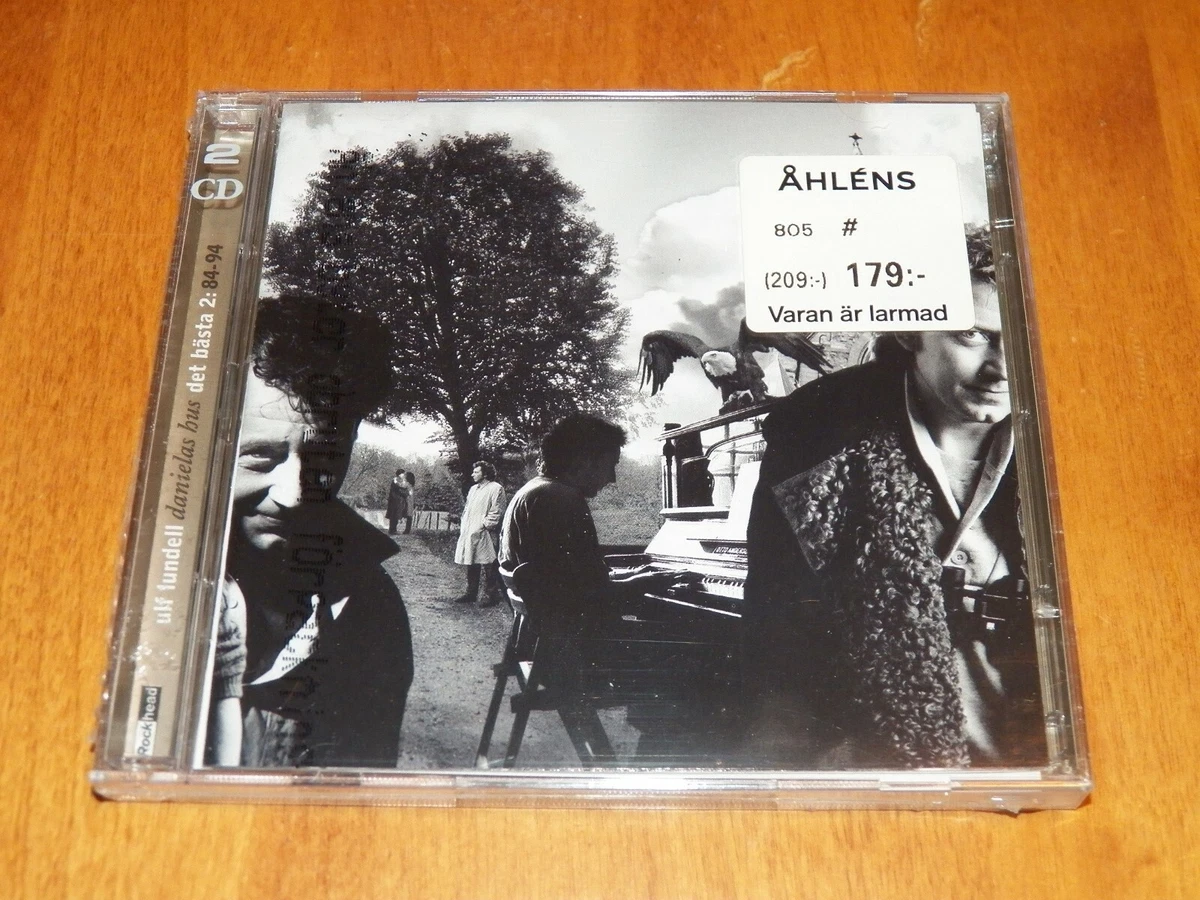 2
CD
ulf lundell danielas hus det bästa 2: 84-94
Rockhead
ÅHLÉNS
805 #
(209:-) 179:-
Varan är larmad